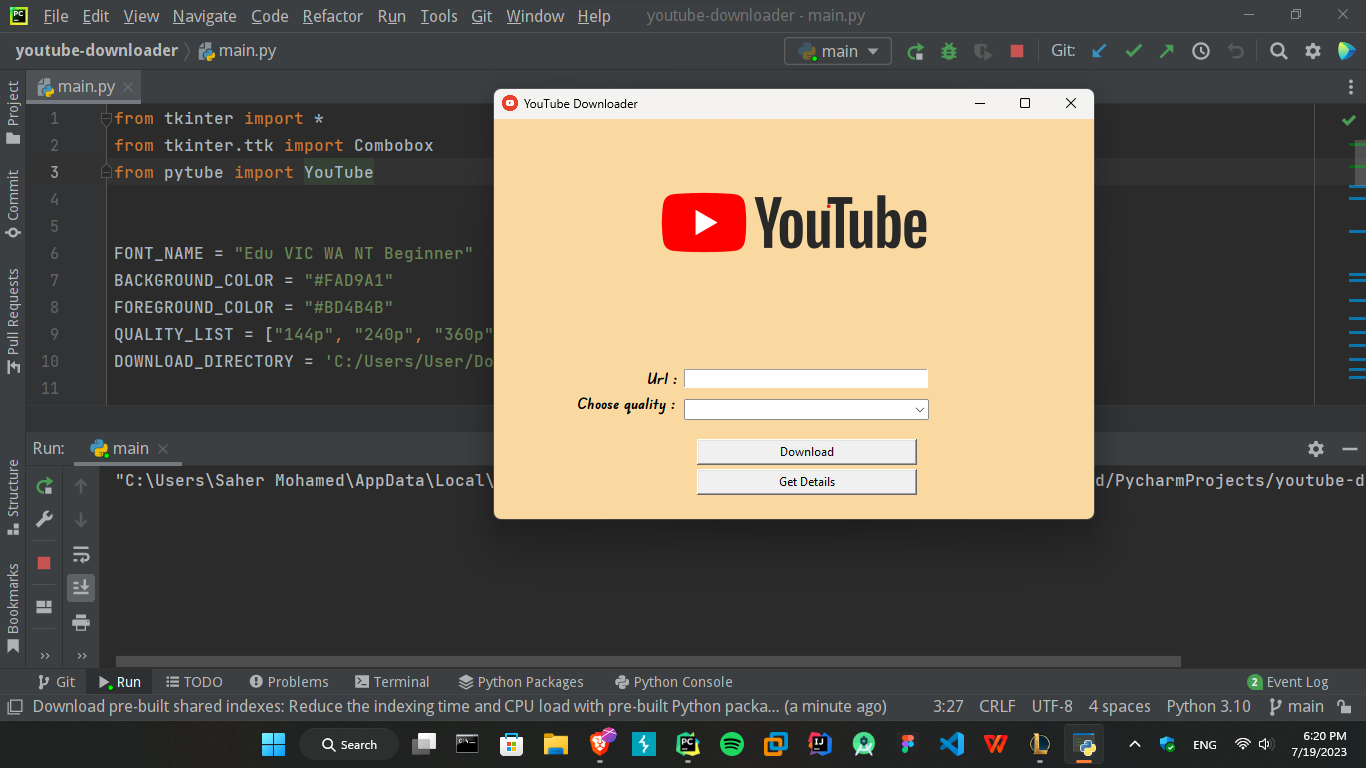 PC File Edit View Navigate Code Refactor Run Tools Git Window Help youtube-downloader - main.py
youtube-downloader main.py main Git:
main.py
Project
Commit
Pull Requests
Structure
Bookmarks
1 from tkinter import *
2 from tkinter.ttk import Combobox
3 from pytube import YouTube
4
5
6 FONT_NAME = "Edu VIC WA NT Beginner"
7 BACKGROUND_COLOR = "#FAD9A1"
8 FOREGROUND_COLOR = "#BD4B4B"
9 QUALITY_LIST = ["144p", "240p", "360p"
10 DOWNLOAD_DIRECTORY = 'C:/Users/User/Do
11
YouTube Downloader
YouTube
Url :
Choose quality :
Download
Get Details
Run: main
"C:\Users\Saher Mohamed\AppData\Local\
d/PycharmProjects/youtube-d
Git Run TODO Problems Terminal Python Packages Python Console 2 Event Log
Download pre-built shared indexes: Reduce the indexing time and CPU load with pre-built Python packa... (a minute ago) 3:27 CRLF UTF-8 4 spaces Python 3.10 main
Search PC IJ ENG 6:20 PM
7/19/2023